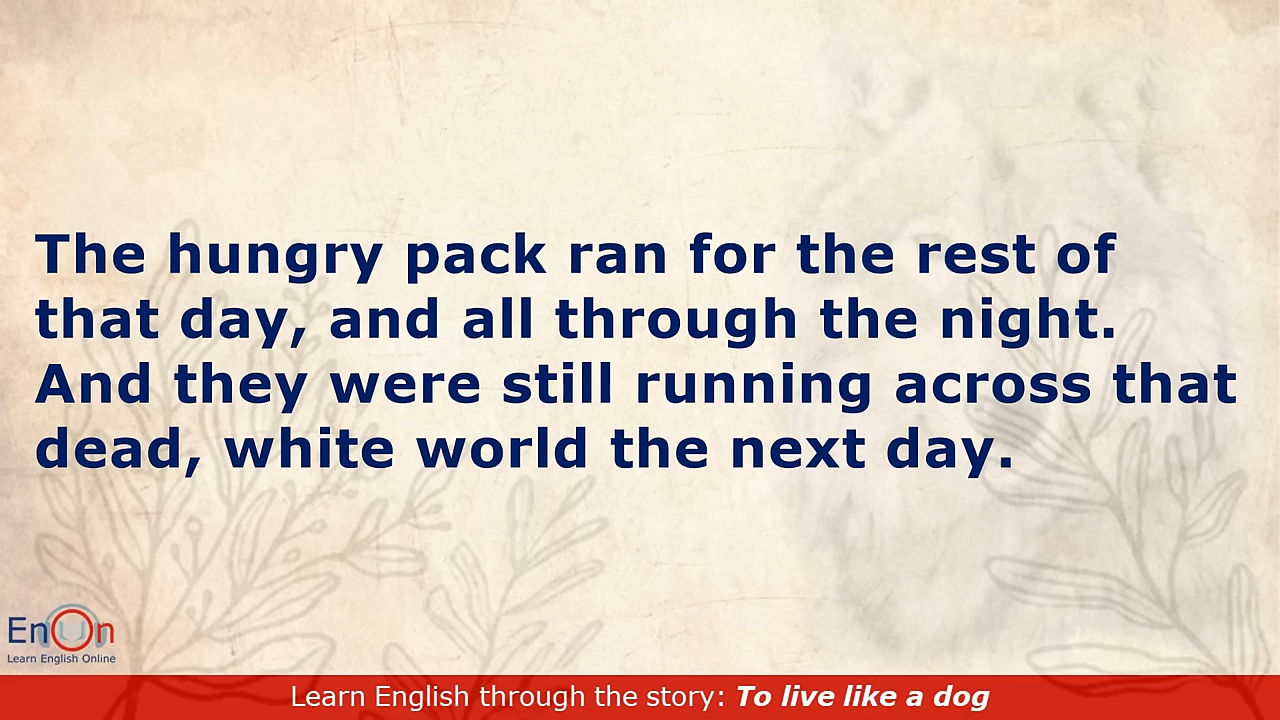 The hungry pack ran for the rest of
that day, and all through the night.
And they were still running across that
dead, white world the next day.
EnOn
Learn English Online
Learn English through the story: To live like a dog